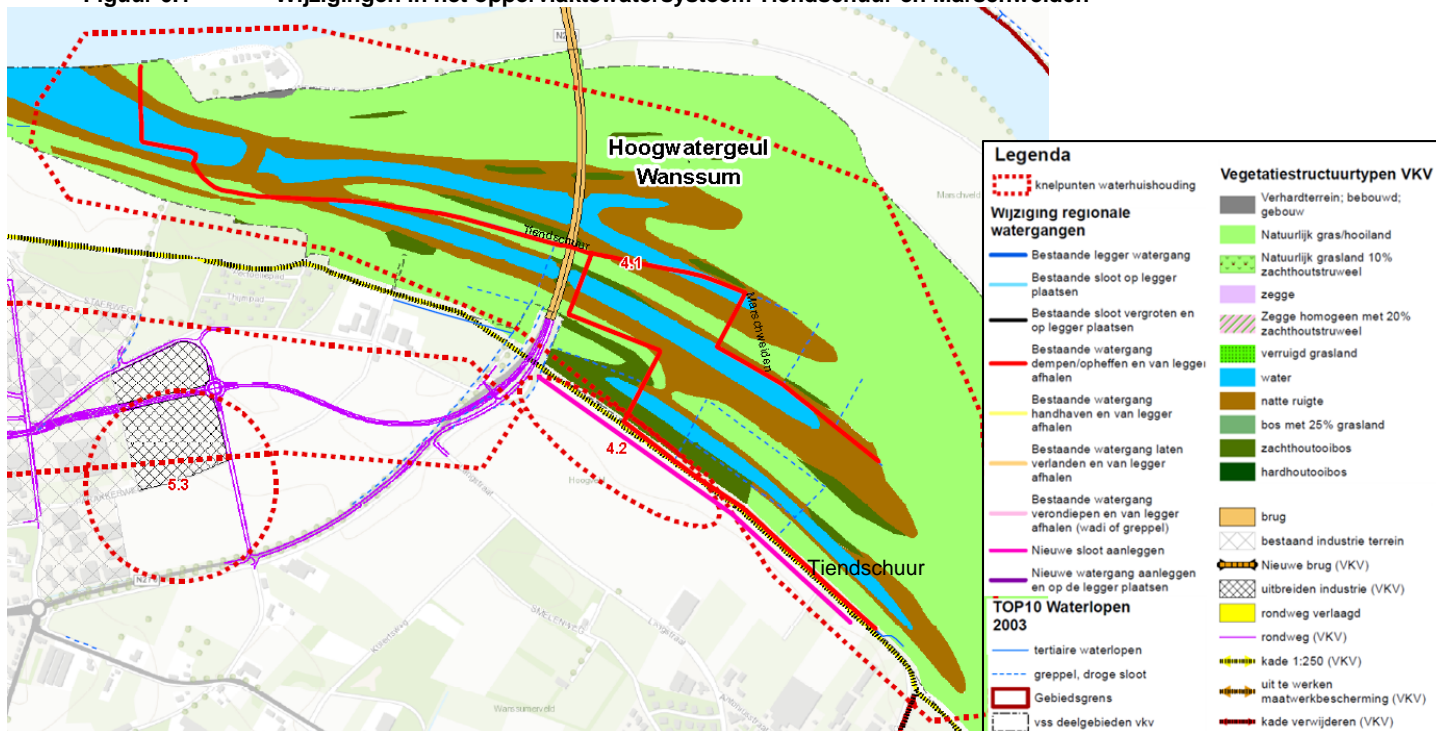 Hoogwatergeul
Wanssum
Tiendschuur
4.1
Marschweiden
4.2
5.3
Tiendschuur
Marschveld
Hoogveld
Wanssumerveld
SMELENWEG
Langstraat
N270
Legenda
knelpunten waterhuishouding
Wijziging regionale
watergangen
Bestaande legger watergang
Bestaande sloot op legger
plaatsen
Bestaande sloot vergroten en
op legger plaatsen
Bestaande watergang
dempen/opheffen en van legger
afhalen
Bestaande watergang
handhaven en van legger
afhalen
Bestaande watergang laten
verlanden en van legger
afhalen
Bestaande watergang
verondiepen en van legger
afhalen (wadi of greppel)
Nieuwe sloot aanleggen
Nieuwe watergang aanleggen
en op de legger plaatsen
TOP10 Waterlopen
2003
tertiaire waterlopen
greppel, droge sloot
Gebiedsgrens
vss deelgebieden vkv
Vegetatiestructuurtypen VKV
Verhardterrein; bebouwd;
gebouw
Natuurlijk gras/hooiland
Natuurlijk grasland 10%
zachthoutstruweel
zegge
Zegge homogeen met 20%
zachthoutstruweel
verruigd grasland
water
natte ruigte
bos met 25% grasland
zachthoutooibos
hardhoutooibos
brug
bestaand industrie terrein
Nieuwe brug (VKV)
uitbreiden industrie (VKV)
rondweg verlaagd
rondweg (VKV)
kade 1:250 (VKV)
uit te werken
maatwerkbescherming (VKV)
kade verwijderen (VKV)